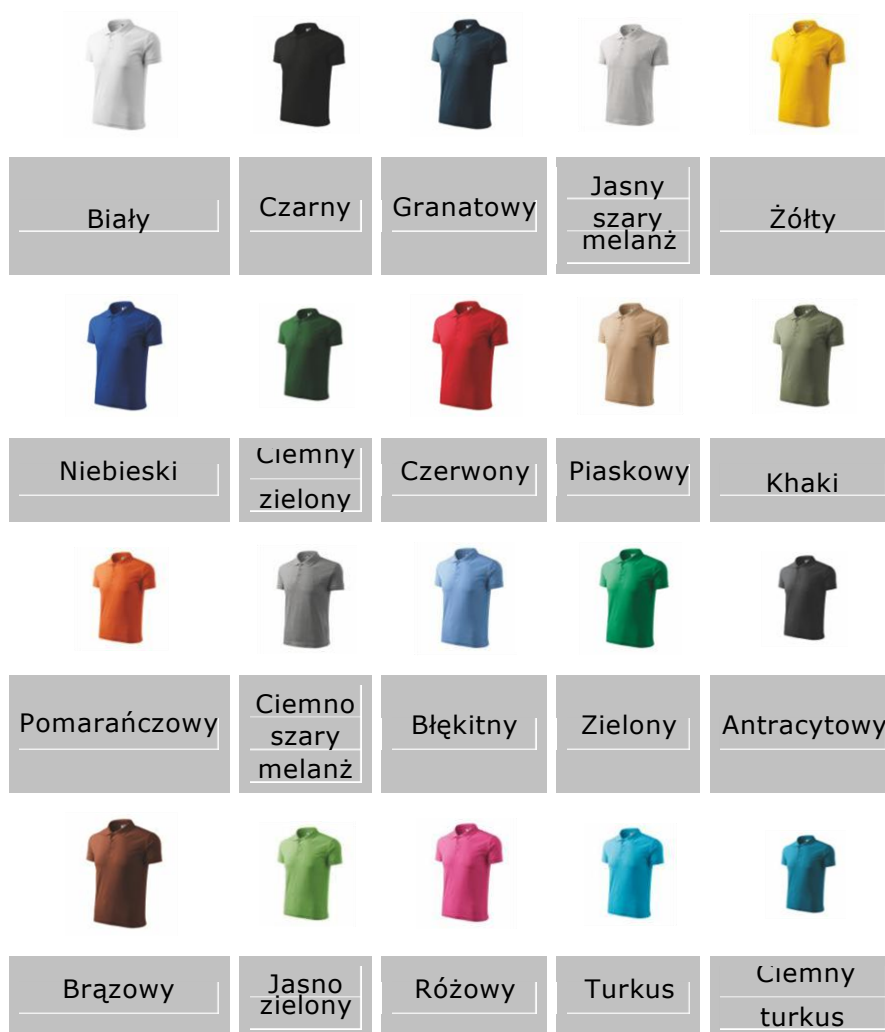 Biały
Czarny
Granatowy
Jasny
szary
melanż
Żółty
Niebieski
Ciemny
zielony
Czerwony
Piaskowy
Khaki
Pomarańczowy
Ciemno
szary
melanż
Błękitny
Zielony
Antracytowy
Brązowy
Jasno
zielony
Różowy
Turkus
Ciemny
turkus